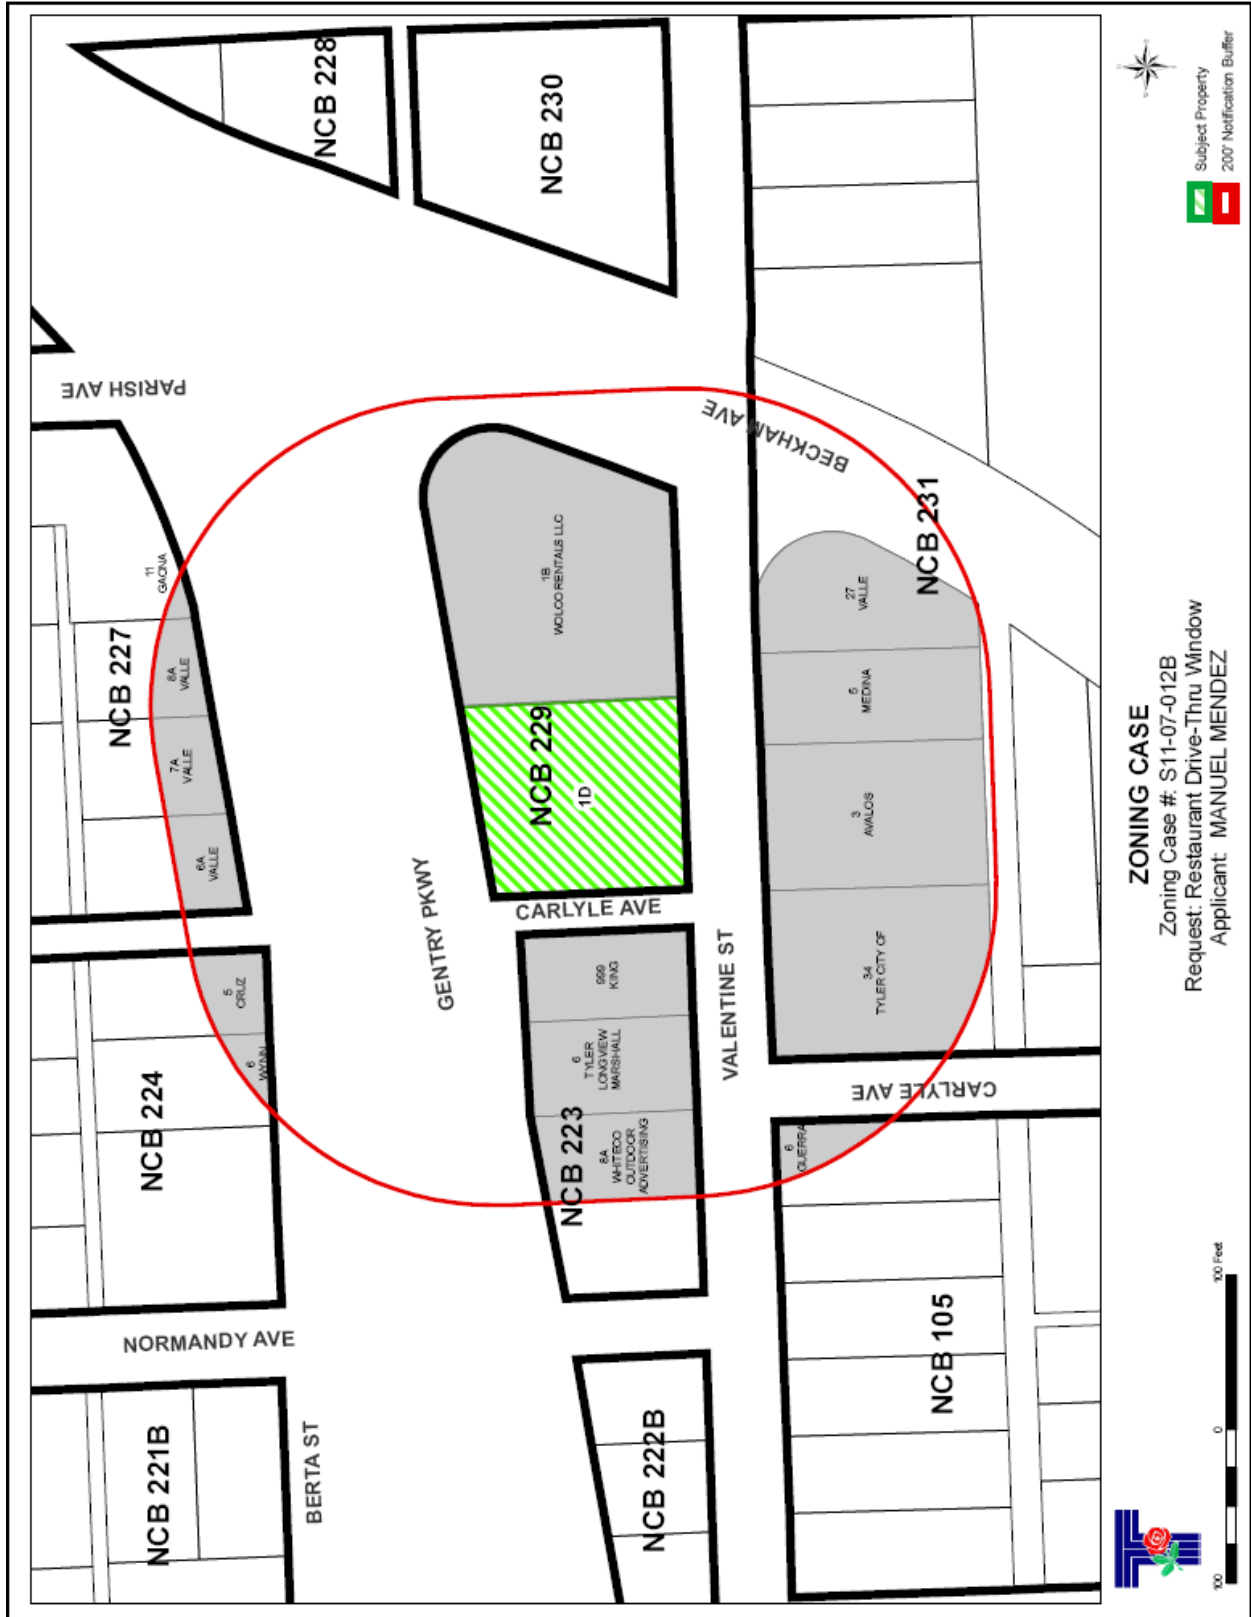 NCB 228
NCB 230
PARISH AVE
BECKHAM AVE
11
GAONA
NCB 227
8A
VALLE
7A
VALLE
6A
VALLE
1B
WOLCO RENTALS LLC
NCB 229
1D
27
VALLE
NCB 231
5
MEDINA
3
AVALOS
34
TYLER CITY OF
GENTRY PKWY
CARLYLE AVE
VALENTINE ST
CARLYLE AVE
5
CRUZ
6
WYNN
NCB 224
999
KING
6
TYLER
LONGVIEW
MARSHALL
NCB 223
8A
WHITECO
OUTDOOR
ADVERTISING
6
GUERRA
NORMANDY AVE
NCB 105
NCB 221B
BERTA ST
NCB 222B
ZONING CASE
Zoning Case #: S11-07-012B
Request: Restaurant Drive-Thru Window
Applicant: MANUEL MENDEZ
Subject Property
200' Notification Buffer
100
0
100 Feet